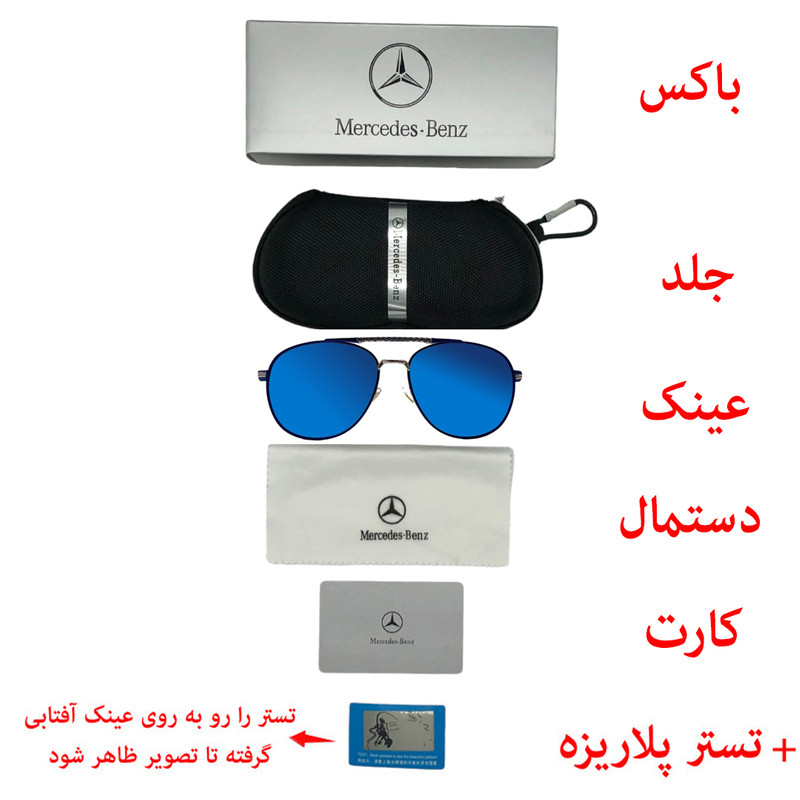 Mercedes-Benz
باکس
Mercedes-Benz
جلد
عینک
Mercedes-Benz
دستمال
Mercedes-Benz
کارت
+ تستر پلاریزه
تستر را رو به روی عینک آفتابی
گرفته تا تصویر ظاهر شود